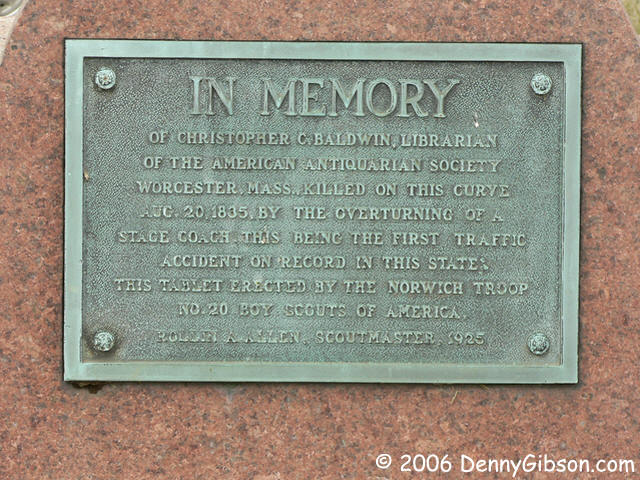 IN MEMORY
OF CHRISTOPHER C. BALDWIN, LIBRARIAN
OF THE AMERICAN ANTIQUARIAN SOCIETY
WORCESTER, MASS. KILLED ON THIS CURVE
AUG. 20, 1835, BY THE OVERTURNING OF A
STAGE COACH. THIS BEING THE FIRST TRAFFIC
ACCIDENT ON RECORD IN THIS STATE.
THIS TABLET ERECTED BY THE NORWICH TROOP
NO. 20 BOY SCOUTS OF AMERICA.
ROLLIN A. ALLEN, SCOUTMASTER, 1925
© 2006 DennyGibson.com